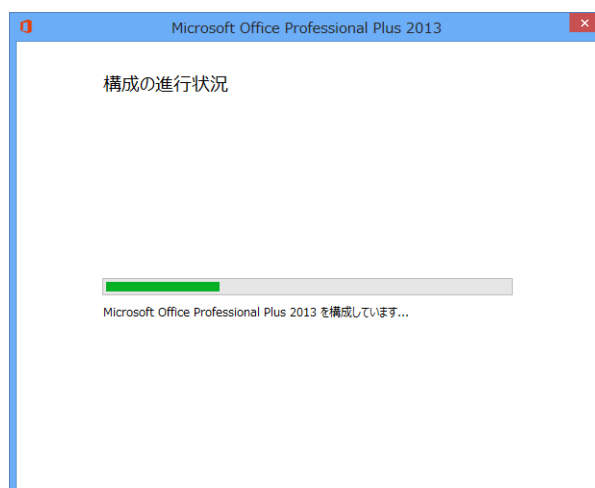 Microsoft Office Professional Plus 2013
構成の進行状況
Microsoft Office Professional Plus 2013 を構成しています...